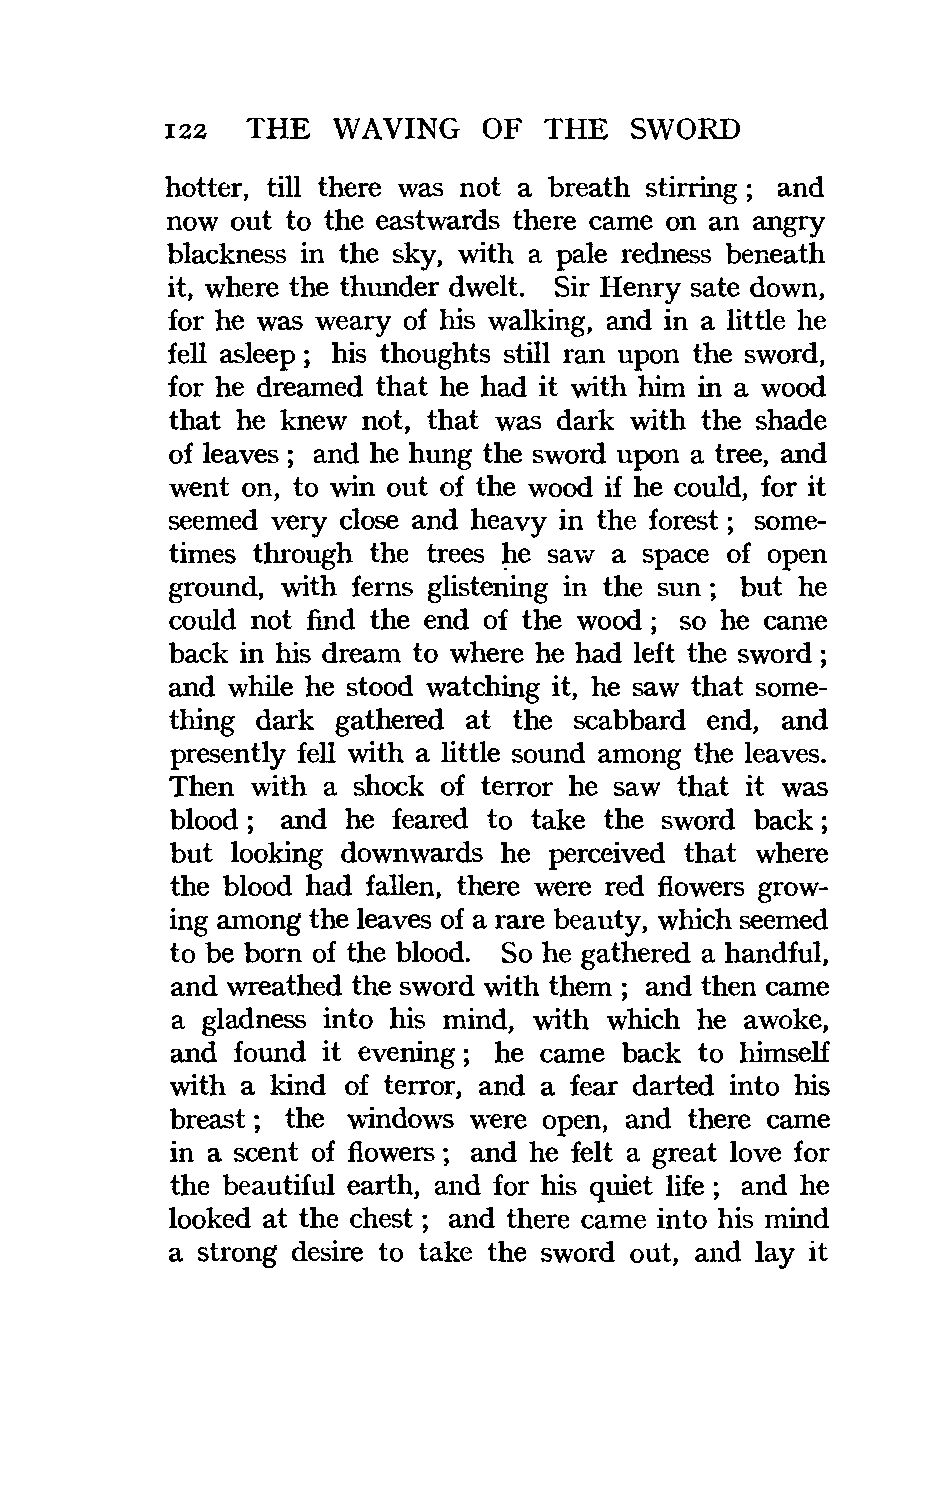 122 THE WAVING OF THE SWORD
hotter, till there was not a breath stirring ; and
now out to the eastwards there came on an angry
blackness in the sky, with a pale redness beneath
it, where the thunder dwelt. Sir Henry sate down,
for he was weary of his walking, and in a little he
fell asleep ; his thoughts still ran upon the sword,
for he dreamed that he had it with him in a wood
that he knew not, that was dark with the shade
of leaves ; and he hung the sword upon a tree, and
went on, to win out of the wood if he could, for it
seemed very close and heavy in the forest ; some-
times through the trees he saw a space of open
ground, with ferns glistening in the sun ; but he
could not find the end of the wood ; so he came
back in his dream to where he had left the sword ;
and while he stood watching it, he saw that some-
thing dark gathered at the scabbard end, and
presently fell with a little sound among the leaves.
Then with a shock of terror he saw that it was
blood ; and he feared to take the sword back ;
but looking downwards he perceived that where
the blood had fallen, there were red flowers grow-
ing among the leaves of a rare beauty, which seemed
to be born of the blood. So he gathered a handful,
and wreathed the sword with them ; and then came
a gladness into his mind, with which he awoke,
and found it evening ; he came back to himself
with a kind of terror, and a fear darted into his
breast ; the windows were open, and there came
in a scent of flowers ; and he felt a great love for
the beautiful earth, and for his quiet life ; and he
looked at the chest ; and there came into his mind
a strong desire to take the sword out, and lay it